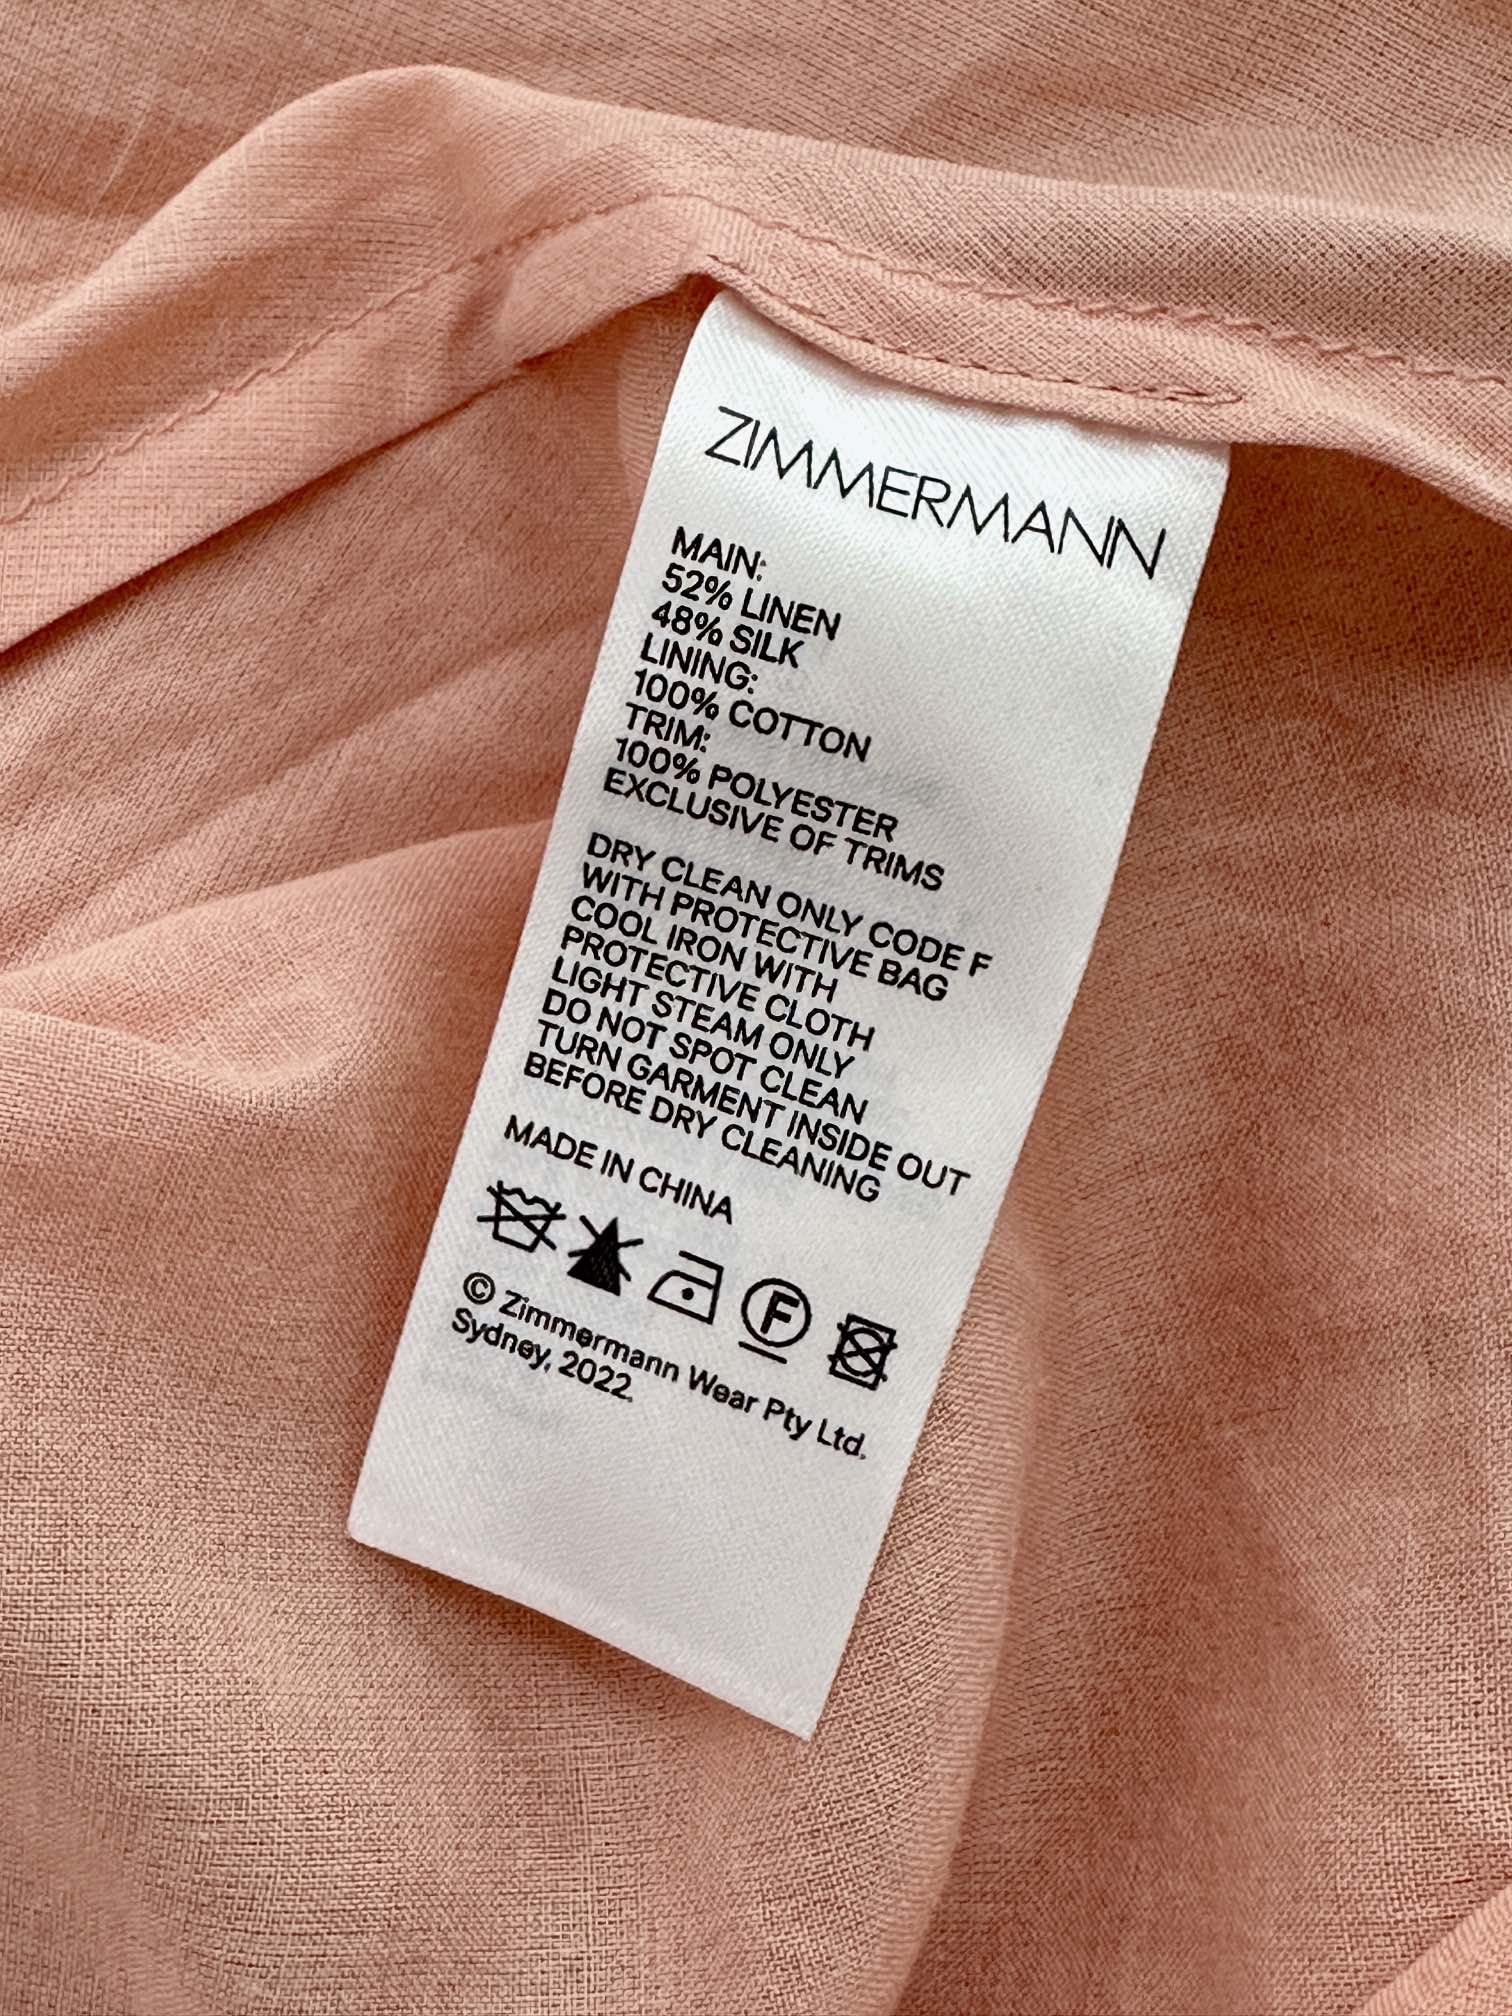 ZIMMERMANN
MAIN:
52% LINEN
48% SILK
LINING:
100% COTTON
TRIM:
100% POLYESTER
EXCLUSIVE OF TRIMS
DRY CLEAN ONLY CODE F
WITH PROTECTIVE BAG
COOL IRON WITH
PROTECTIVE CLOTH
LIGHT STEAM ONLY
DO NOT SPOT CLEAN
TURN GARMENT INSIDE OUT
BEFORE DRY CLEANING
MADE IN CHINA
F
© Zimmermann Wear Pty Ltd,
Sydney, 2022.